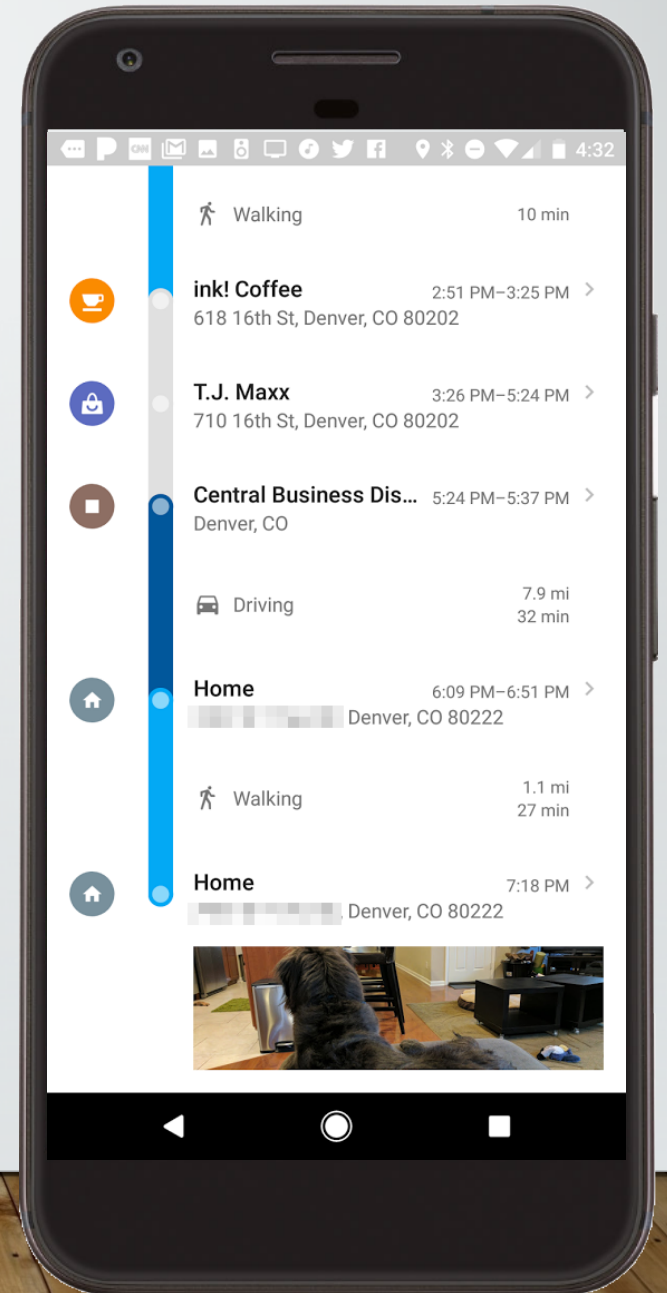 4:32
Walking 10 min
ink! Coffee 2:51 PM–3:25 PM
618 16th St, Denver, CO 80202
T.J. Maxx 3:26 PM–5:24 PM
710 16th St, Denver, CO 80202
Central Business Dis... 5:24 PM–5:37 PM
Denver, CO
7.9 mi
Driving
32 min
Home 6:09 PM–6:51 PM
Denver, CO 80222
1.1 mi
Walking
27 min
Home 7:18 PM
, Denver, CO 80222